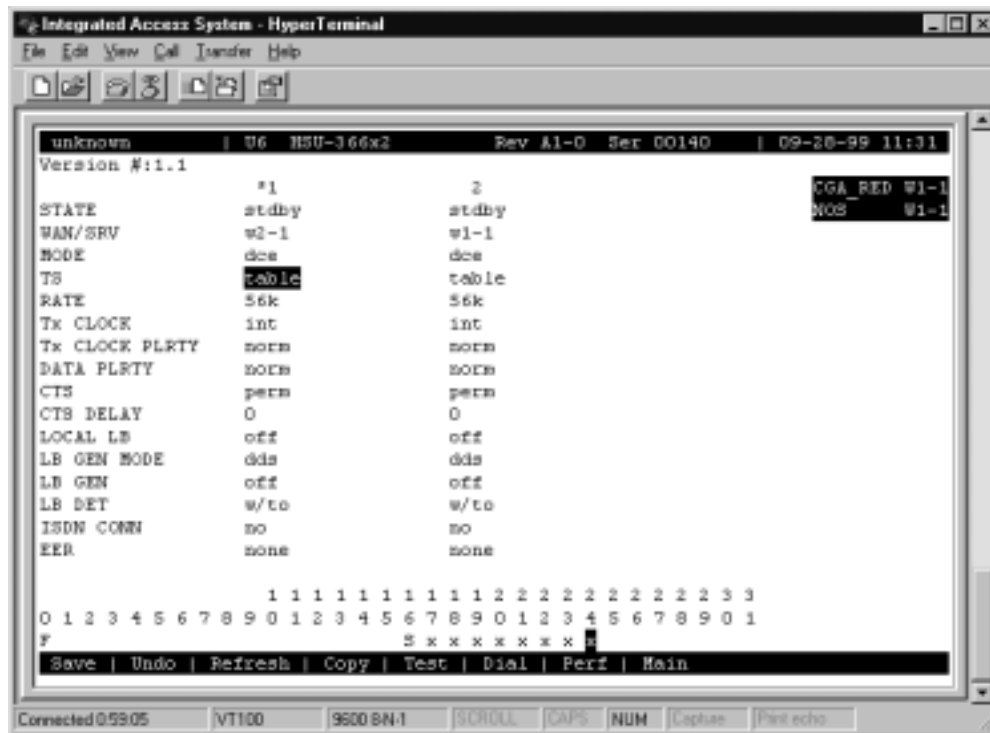 Integrated Access System - HyperTerminal
File Edit View Call Transfer Help
unknown | U6 HSU-366x2 Rev A1-0 Ser 00140 | 09-28-99 11:31
Version #:1.1
*1 2 CGA_RED W1-1
STATE stdby stdby NOS W1-1
WAN/SRV w2-1 w1-1
MODE dce dce
TS table table
RATE 56k 56k
Tx CLOCK int int
Tx CLOCK PLRTY norm norm
DATA PLRTY norm norm
CTS perm perm
CTS DELAY 0 0
LOCAL LB off off
LB GEN MODE dds dds
LB GEN off off
LB DET w/to w/to
ISDN CONN no no
EER none none
1 1 1 1 1 1 1 1 1 1 2 2 2 2 2 2 2 2 2 2 3 3
0 1 2 3 4 5 6 7 8 9 0 1 2 3 4 5 6 7 8 9 0 1 2 3 4 5 6 7 8 9 0 1
F S x x x x x x x x
Save | Undo | Refresh | Copy | Test | Dial | Perf | Main
Connected 0:59:05 VT100 9600 8-N-1 SCROLL CAPS NUM Capture Print echo